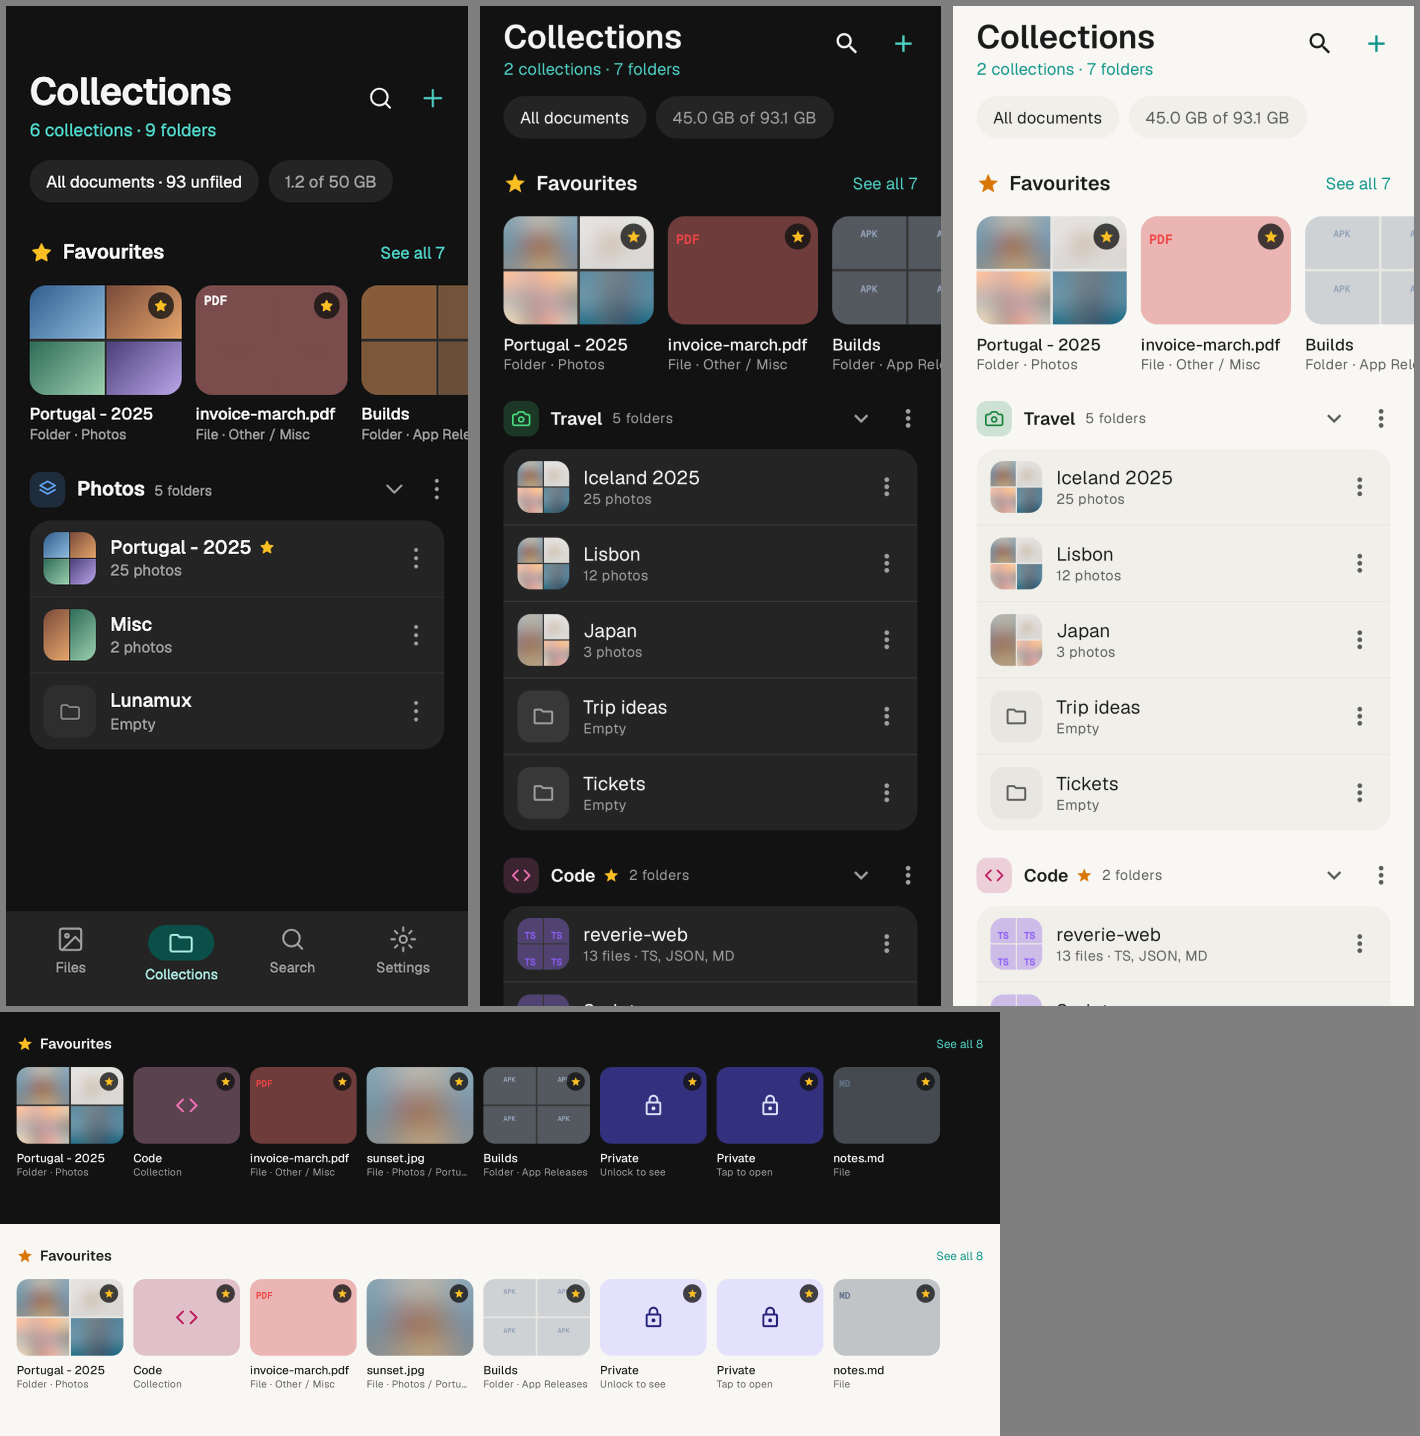 Collections
6 collections · 9 folders
All documents · 93 unfiled
1.2 of 50 GB
Favourites
See all 7
PDF
Portugal - 2025
Folder · Photos
invoice-march.pdf
File · Other / Misc
Builds
Folder · App Rele
Photos 5 folders
Portugal - 2025
25 photos
Misc
2 photos
Lunamux
Empty
Files
Collections
Search
Settings
Collections
2 collections · 7 folders
All documents
45.0 GB of 93.1 GB
Favourites
See all 7
PDF
APK
A
APK
A
Portugal - 2025
Folder · Photos
invoice-march.pdf
File · Other / Misc
Builds
Folder · App Rele
Travel 5 folders
Iceland 2025
25 photos
Lisbon
12 photos
Japan
3 photos
Trip ideas
Empty
Tickets
Empty
Code 2 folders
TS TS
TS TS
reverie-web
13 files · TS, JSON, MD
Collections
2 collections · 7 folders
All documents
45.0 GB of 93.1 GB
Favourites
See all 7
PDF
APK
A
APK
A
Portugal - 2025
Folder · Photos
invoice-march.pdf
File · Other / Misc
Builds
Folder · App Rele
Travel 5 folders
Iceland 2025
25 photos
Lisbon
12 photos
Japan
3 photos
Trip ideas
Empty
Tickets
Empty
Code 2 folders
TS TS
TS TS
reverie-web
13 files · TS, JSON, MD
Favourites
See all 8
PDF
APK AP
APK APK
MD
Portugal - 2025
Folder · Photos
Code
Collection
invoice-march.pdf
File · Other / Misc
sunset.jpg
File · Photos / Portu...
Builds
Folder · App Releases
Private
Unlock to see
Private
Tap to open
notes.md
File
Favourites
See all 8
PDF
APK AP
APK APK
MD
Portugal - 2025
Folder · Photos
Code
Collection
invoice-march.pdf
File · Other / Misc
sunset.jpg
File · Photos / Portu...
Builds
Folder · App Releases
Private
Unlock to see
Private
Tap to open
notes.md
File